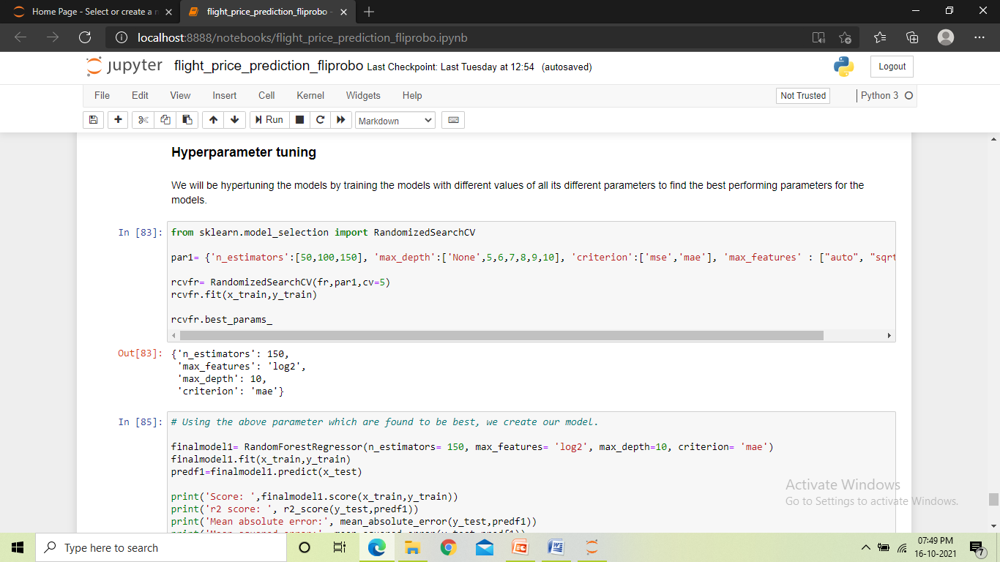 Home Page - Select or create a n
flight_price_prediction_fliprobo -
localhost:8888/notebooks/flight_price_prediction_fliprobo.ipynb
jupyter flight_price_prediction_fliprobo Last Checkpoint: Last Tuesday at 12:54 (autosaved)
Logout
File Edit View Insert Cell Kernel Widgets Help
Not Trusted
Python 3
Run
Markdown
Hyperparameter tuning
We will be hypertuning the models by training the models with different values of all its different parameters to find the best performing parameters for the
models.
In [83]: from sklearn.model_selection import RandomizedSearchCV
par1= {'n_estimators':[50,100,150], 'max_depth':['None',5,6,7,8,9,10], 'criterion':['mse','mae'], 'max_features' : ["auto", "sqrt
rcvfr= RandomizedSearchCV(fr,par1,cv=5)
rcvfr.fit(x_train,y_train)
rcvfr.best_params_
Out[83]: {'n_estimators': 150,
'max_features': 'log2',
'max_depth': 10,
'criterion': 'mae'}
In [85]: # Using the above parameter which are found to be best, we create our model.
finalmodel1= RandomForestRegressor(n_estimators= 150, max_features= 'log2', max_depth=10, criterion= 'mae')
finalmodel1.fit(x_train,y_train)
predf1=finalmodel1.predict(x_test)
print('Score: ',finalmodel1.score(x_train,y_train))
print('r2 score: ', r2_score(y_test,predf1))
print('Mean absolute error:', mean_absolute_error(y_test,predf1))
Activate Windows
Go to Settings to activate Windows.
Type here to search
07:49 PM
16-10-2021
7